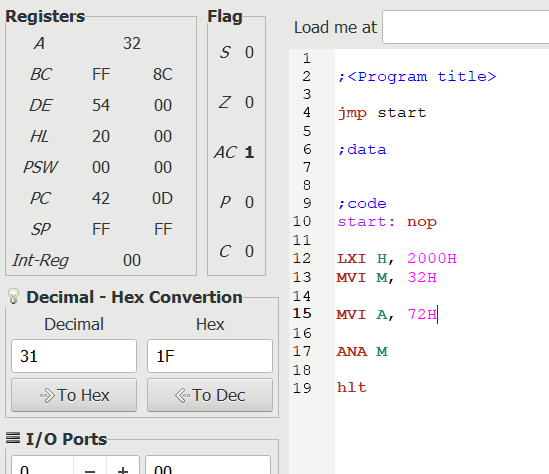 Registers
A 32
BC FF 8C
DE 54 00
HL 20 00
PSW 00 00
PC 42 0D
SP FF FF
Int-Reg 00
Flag
S 0
Z 0
AC 1
P 0
C 0
Decimal - Hex Convertion
Decimal Hex
31 1F
To Hex To Dec
I/O Ports
0 - + 00
Load me at
1
2 ;<Program title>
3
4 jmp start
5
6 ;data
7
8
9 ;code
10 start: nop
11
12 LXI H, 2000H
13 MVI M, 32H
14
15 MVI A, 72H
16
17 ANA M
18
19 hlt